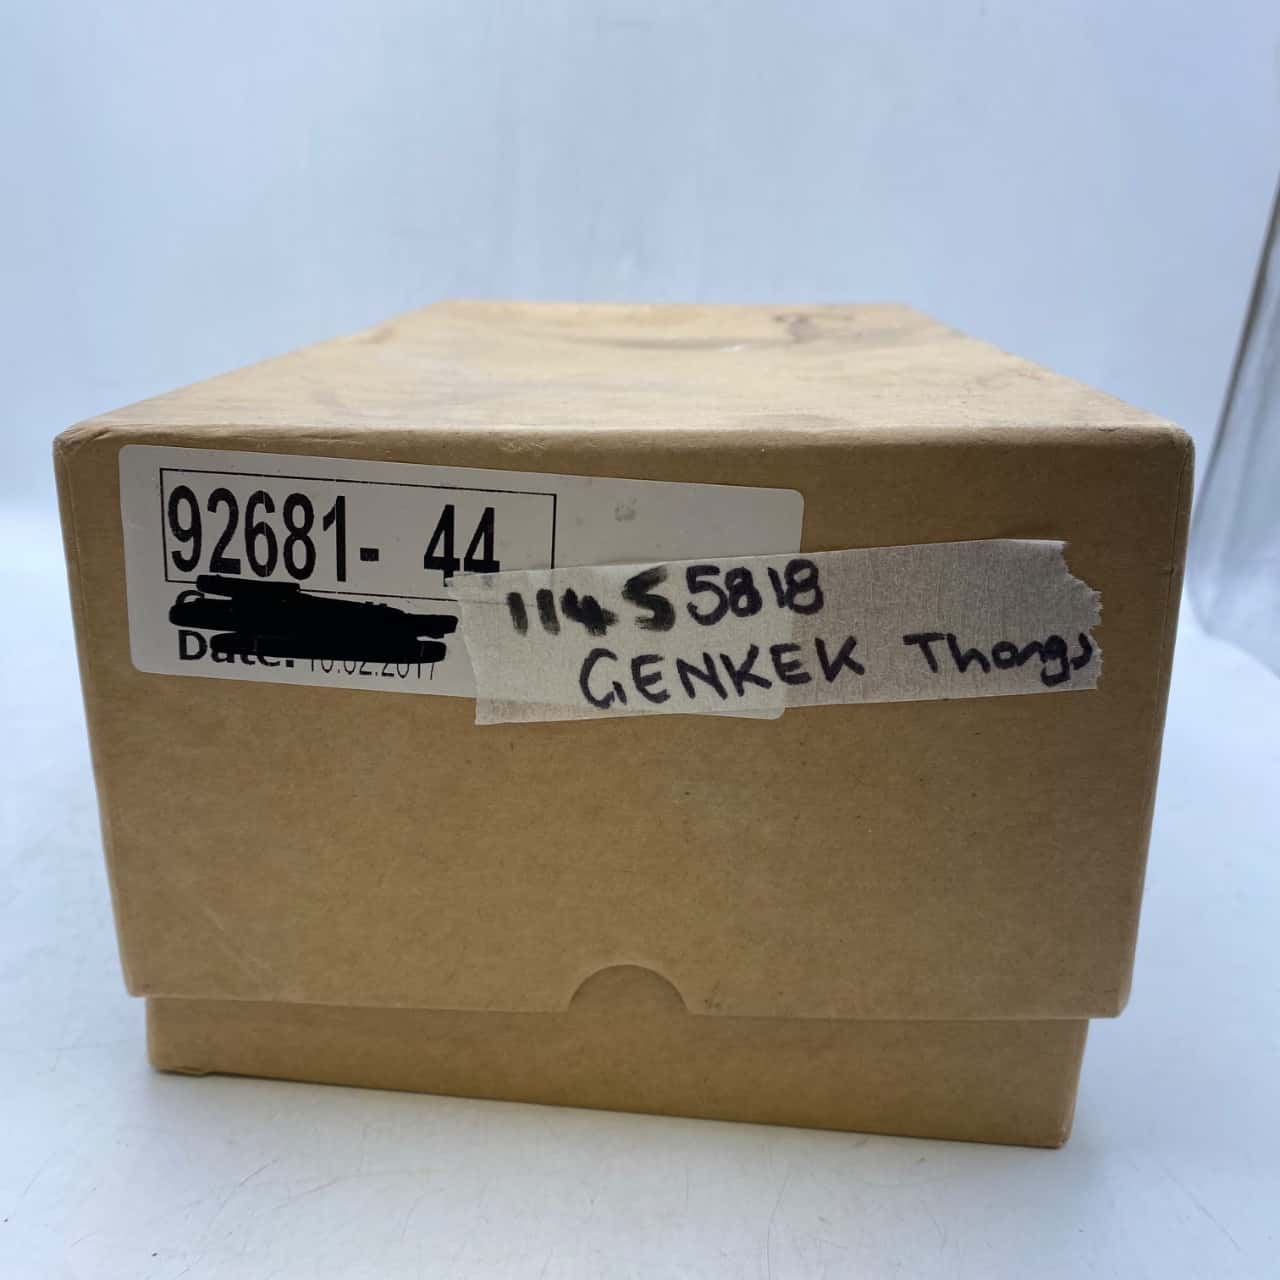 92681- 44
Date: 10.02.2017
11455818
GENKEK Thongs